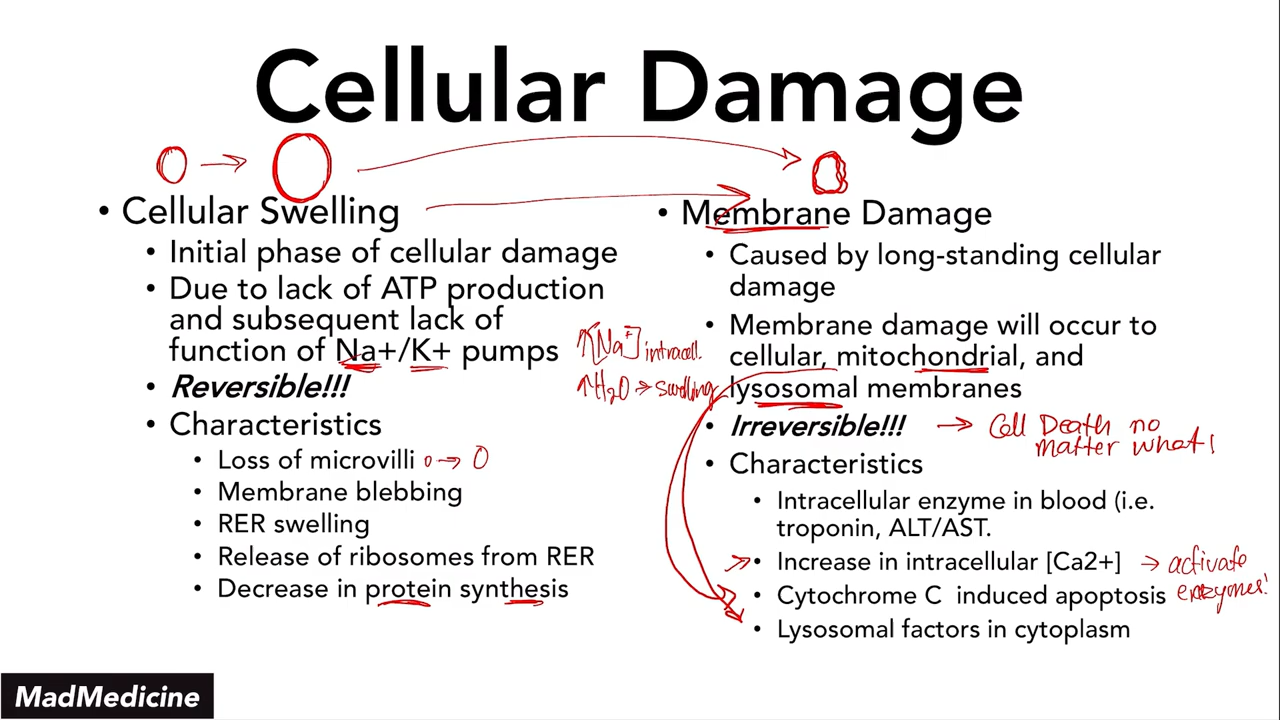 Cellular Damage
• Cellular Swelling
• Initial phase of cellular damage
• Due to lack of ATP production
and subsequent lack of
function of Na+/K+ pumps
↑[Na+] intracell.
↑H2O → swelling
• Reversible!!!
• Characteristics
• Loss of microvilli
• Membrane blebbing
• RER swelling
• Release of ribosomes from RER
• Decrease in protein synthesis
• Membrane Damage
• Caused by long-standing cellular
damage
• Membrane damage will occur to
cellular, mitochondrial, and
lysosomal membranes
• Irreversible!!! → Cell Death no
matter what!
• Characteristics
• Intracellular enzyme in blood (i.e.
troponin, ALT/AST.
• Increase in intracellular [Ca2+] → activate
enzymes!
• Cytochrome C induced apoptosis
• Lysosomal factors in cytoplasm
MadMedicine